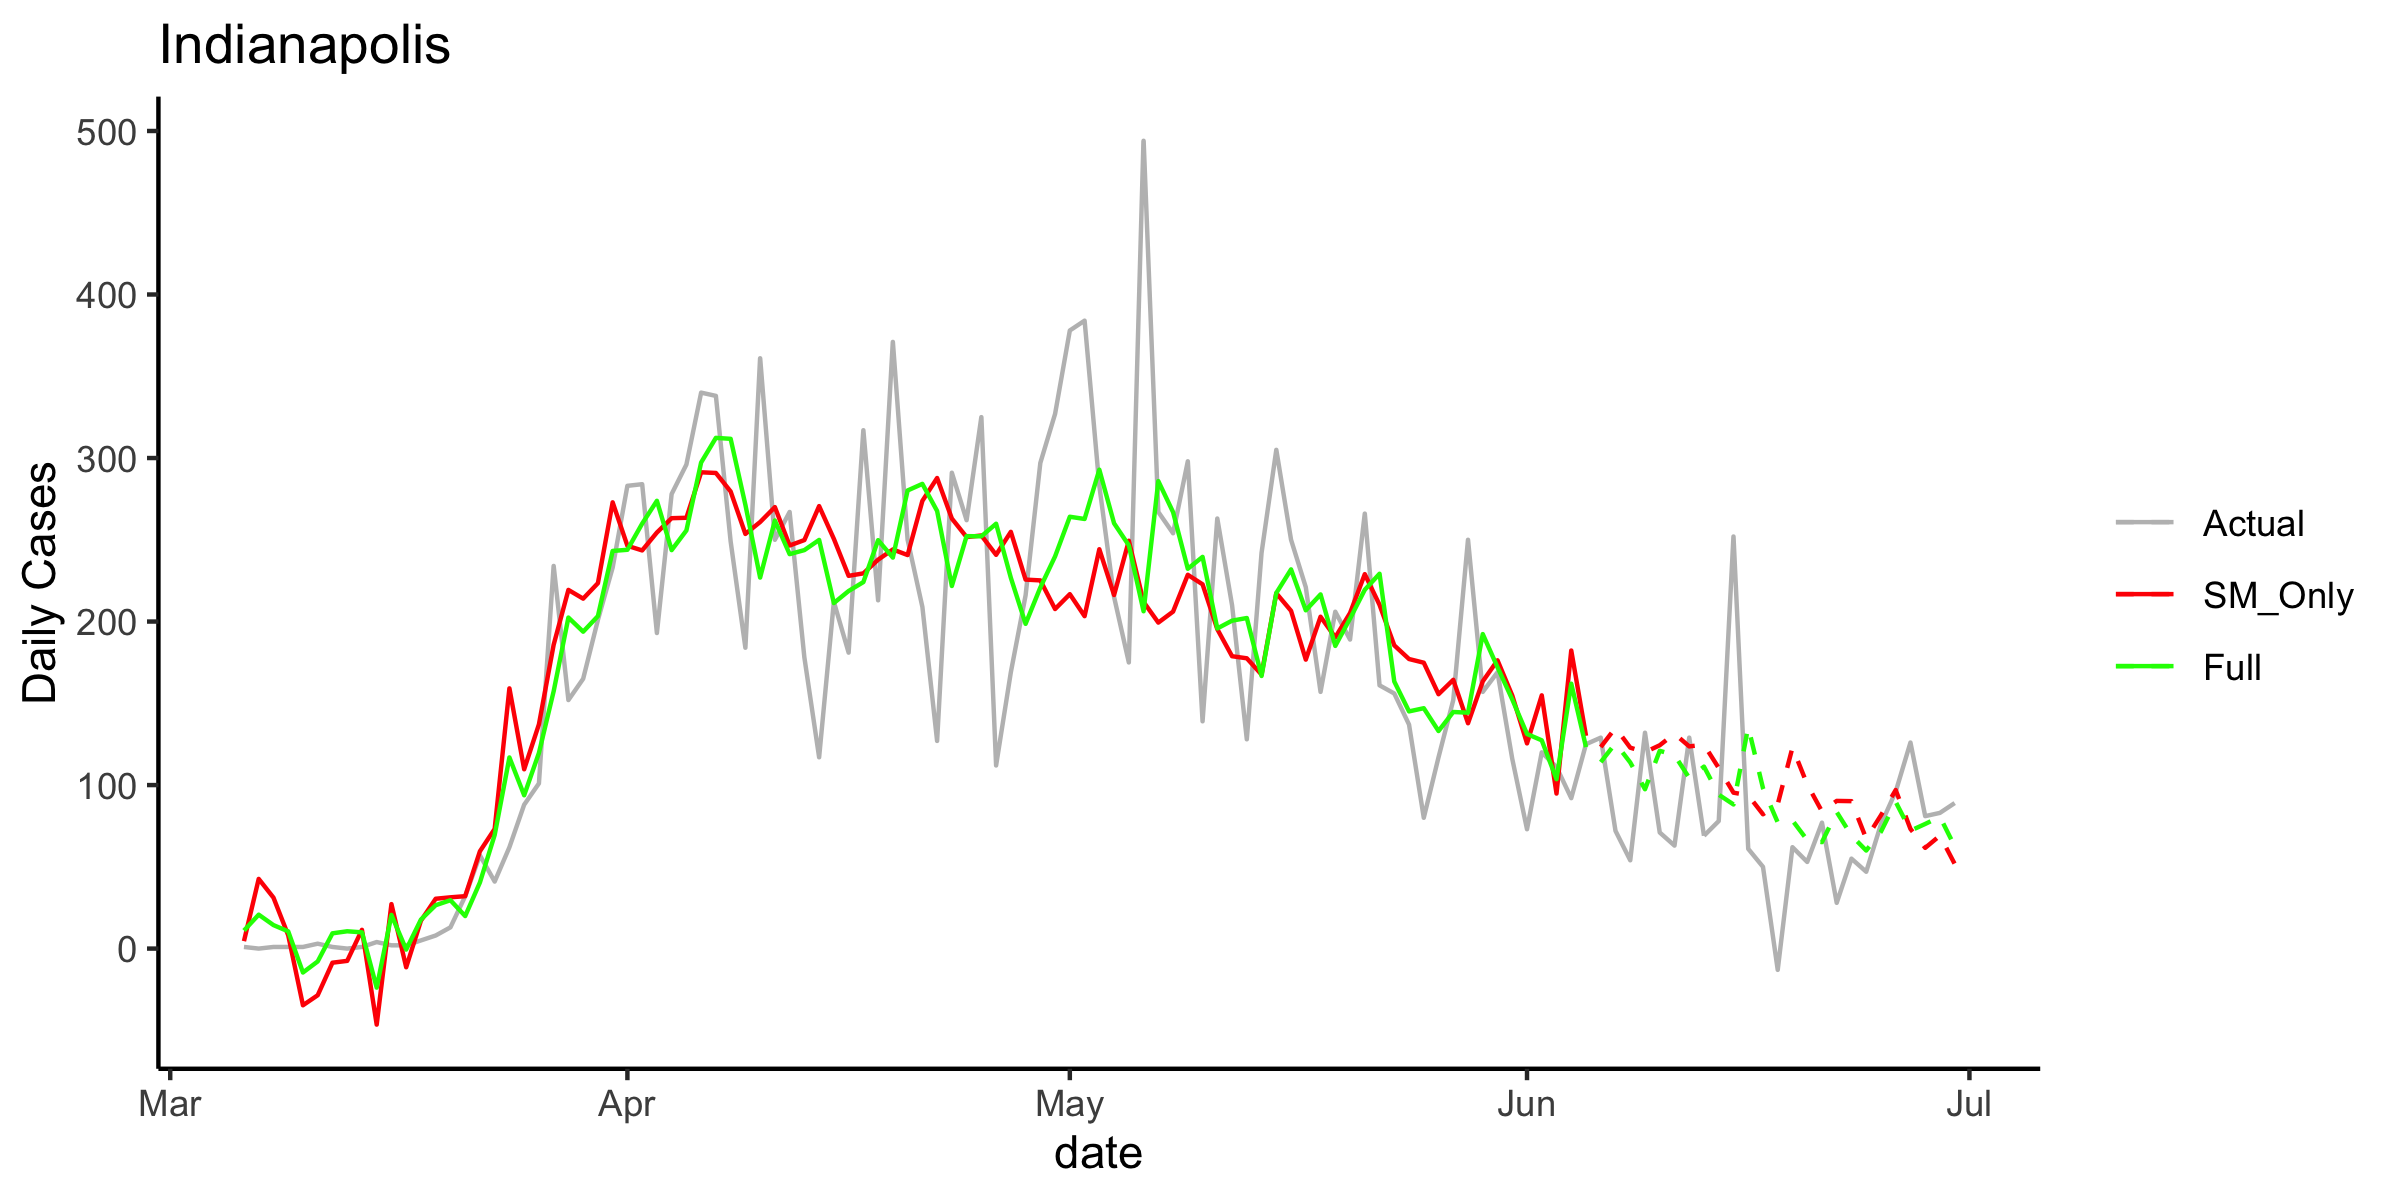 Indianapolis
500
400
300
200
100
0
Daily Cases
Mar Apr May Jun Jul
date
Actual
SM_Only
Full